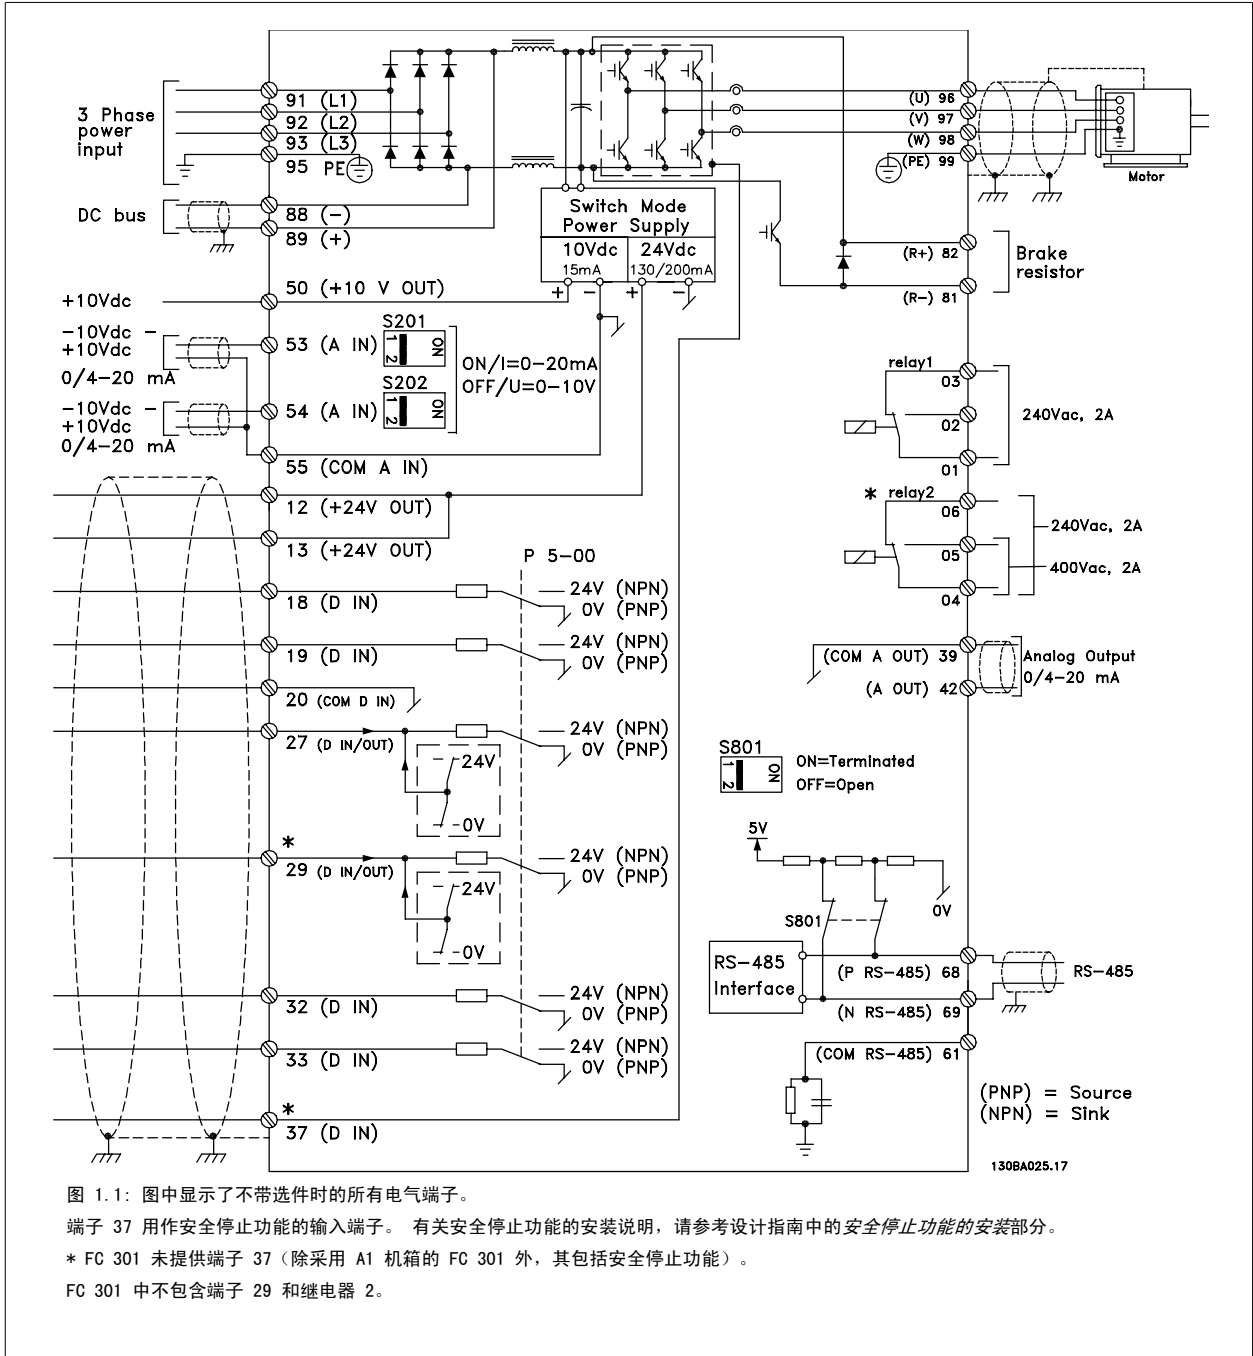 3 Phase
power
input
91 (L1)
92 (L2)
93 (L3)
95 PE
DC bus
88 (−)
89 (+)
+10Vdc
50 (+10 V OUT)
−10Vdc −
+10Vdc
0/4−20 mA
53 (A IN)
S201
1 2
ON
−10Vdc −
+10Vdc
0/4−20 mA
54 (A IN)
S202
1 2
ON
ON/I=0−20mA
OFF/U=0−10V
55 (COM A IN)
12 (+24V OUT)
13 (+24V OUT)
P 5−00
18 (D IN)
24V (NPN)
0V (PNP)
19 (D IN)
24V (NPN)
0V (PNP)
20 (COM D IN)
27 (D IN/OUT)
24V (NPN)
0V (PNP)
24V
0V
*
29 (D IN/OUT)
24V (NPN)
0V (PNP)
24V
0V
32 (D IN)
24V (NPN)
0V (PNP)
33 (D IN)
24V (NPN)
0V (PNP)
*
37 (D IN)
Switch Mode
Power Supply
10Vdc
15mA
24Vdc
130/200mA
+ − + −
(U) 96
(V) 97
(W) 98
(PE) 99
Motor
(R+) 82
(R−) 81
Brake
resistor
relay1
03
02
01
240Vac, 2A
* relay2
06
05
04
240Vac, 2A
400Vac, 2A
(COM A OUT) 39
(A OUT) 42
Analog Output
0/4−20 mA
S801
1 2
ON
ON=Terminated
OFF=Open
5V
0V
S801
RS−485
Interface
(P RS−485) 68
(N RS−485) 69
RS−485
(COM RS−485) 61
(PNP) = Source
(NPN) = Sink
130BA025.17
图 1.1: 图中显示了不带选件时的所有电气端子。
端子 37 用作安全停止功能的输入端子。 有关安全停止功能的安装说明，请参考设计指南中的安全停止功能的安装部分。
* FC 301 未提供端子 37（除采用 A1 机箱的 FC 301 外，其包括安全停止功能）。
FC 301 中不包含端子 29 和继电器 2。